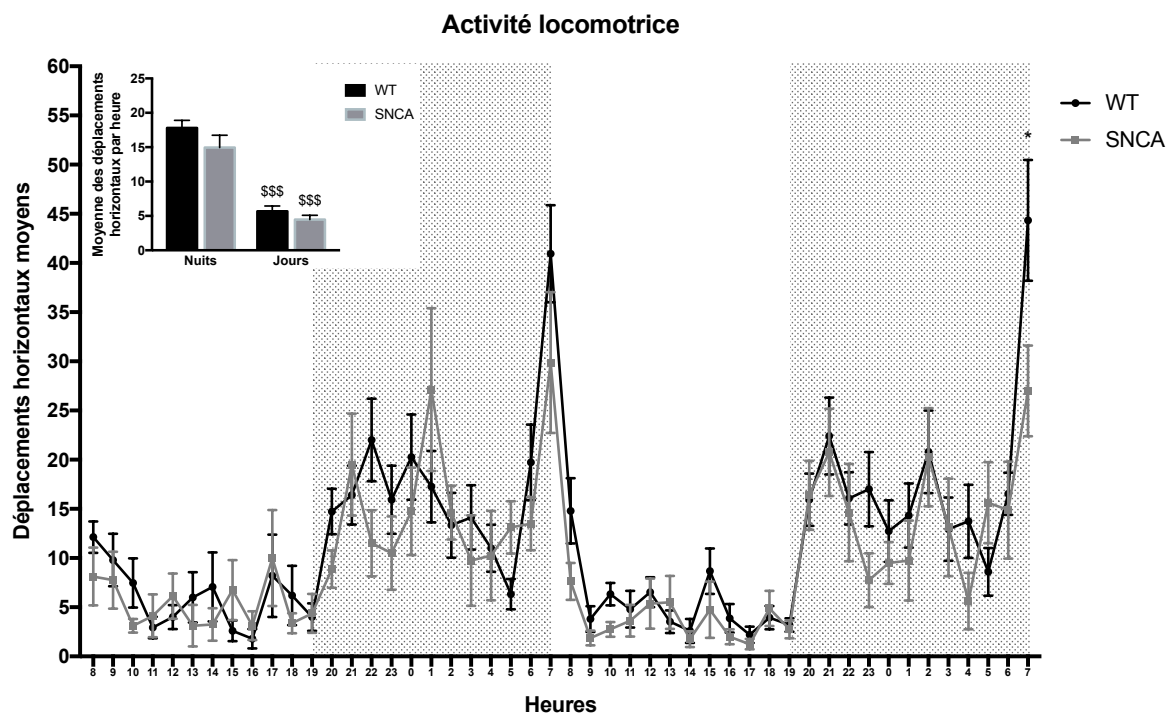 Activité locomotrice
60
55
50
45
40
35
30
25
20
15
10
5
0
Déplacements horizontaux moyens
25
20
15
10
5
0
Moyenne des déplacements
horizontaux par heure
$$$ $$$
Nuits Jours
WT
SNCA
WT
SNCA
*
8 9 10 11 12 13 14 15 16 17 18 19 20 21 22 23 0 1 2 3 4 5 6 7 8 9 10 11 12 13 14 15 16 17 18 19 20 21 22 23 0 1 2 3 4 5 6 7
Heures